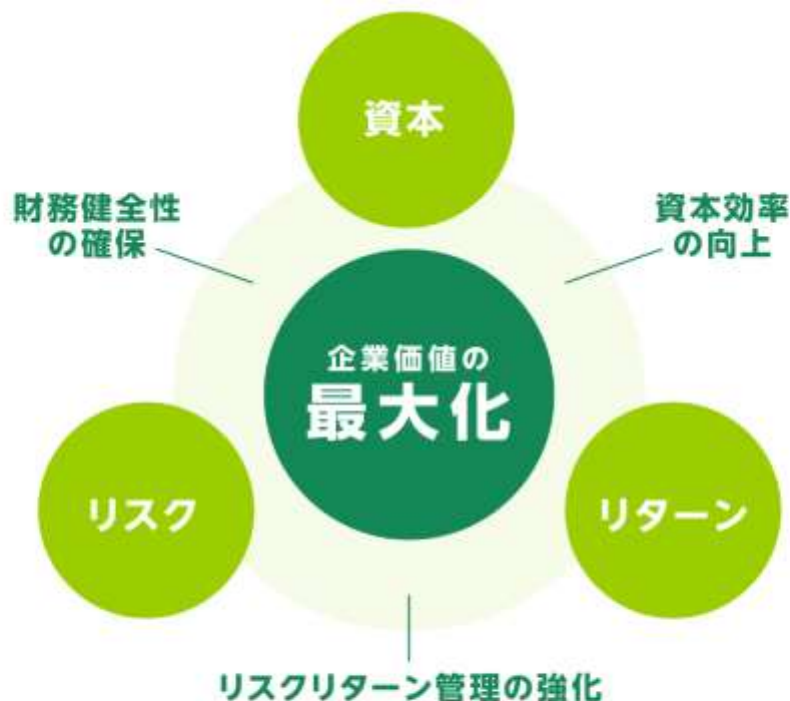 資本
財務健全性
の確保
資本効率
の向上
企業価値の
最大化
リスク
リターン
リスクリターン管理の強化